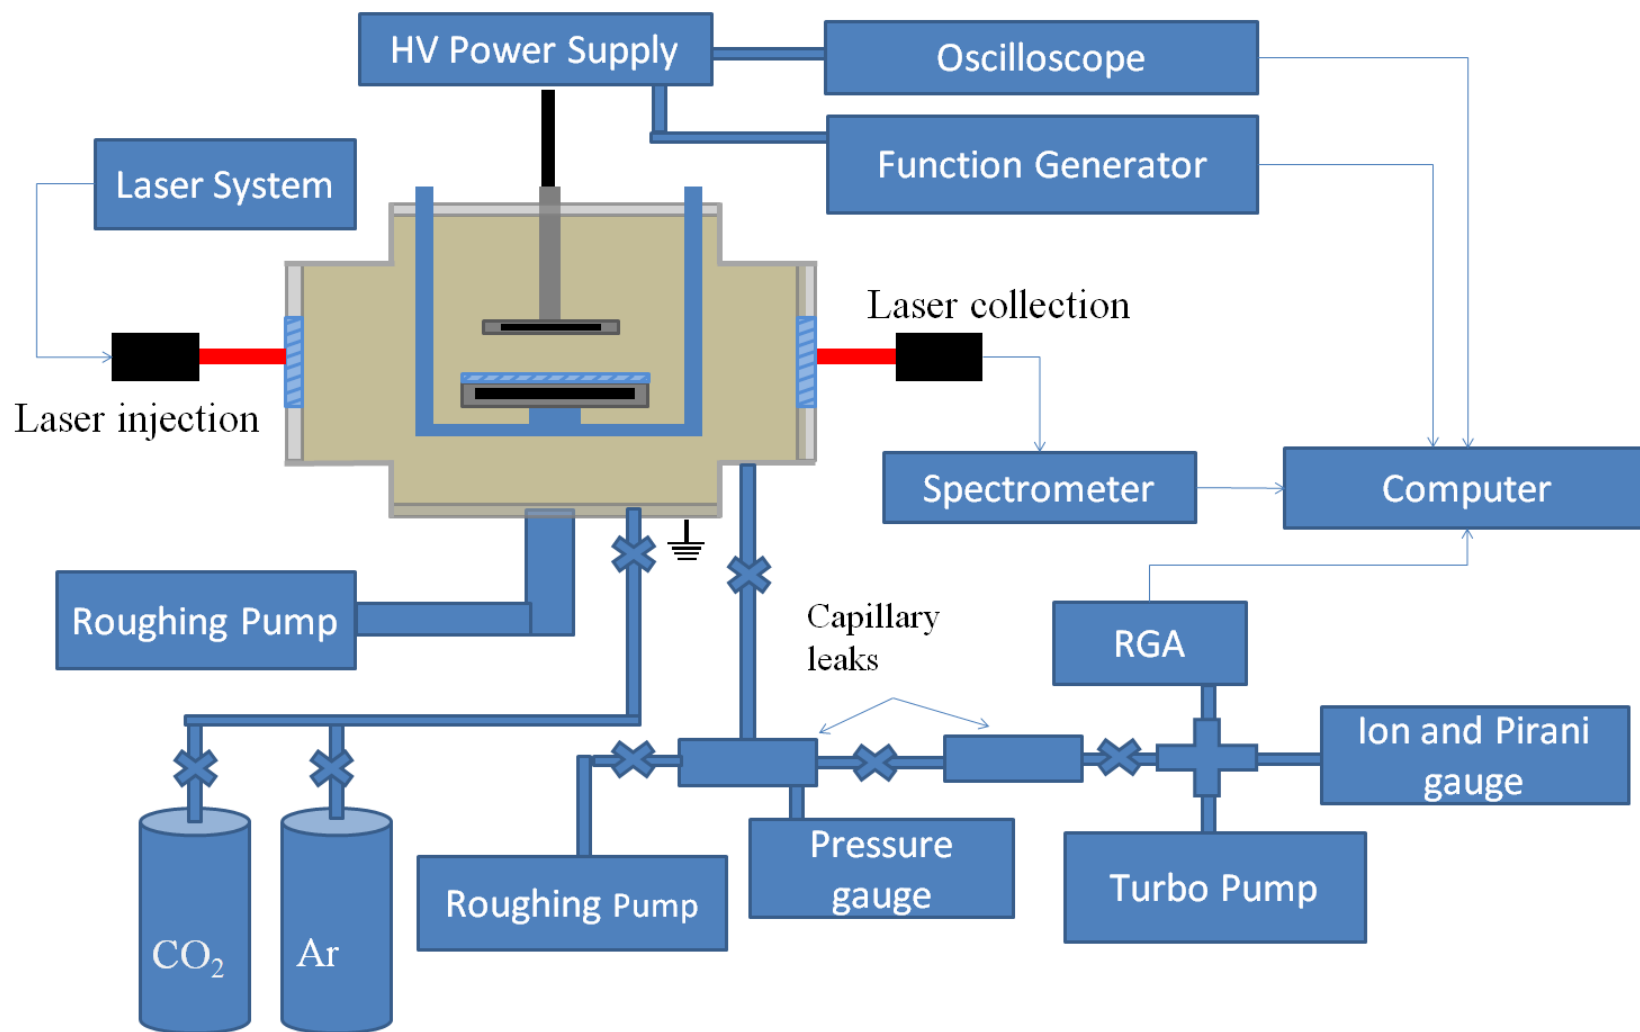 HV Power Supply
Oscilloscope
Function Generator
Laser System
Laser collection
Laser injection
Spectrometer
Computer
Roughing Pump
Capillary
leaks
RGA
Ion and Pirani
gauge
Pressure
gauge
Roughing Pump
Turbo Pump
CO₂
Ar